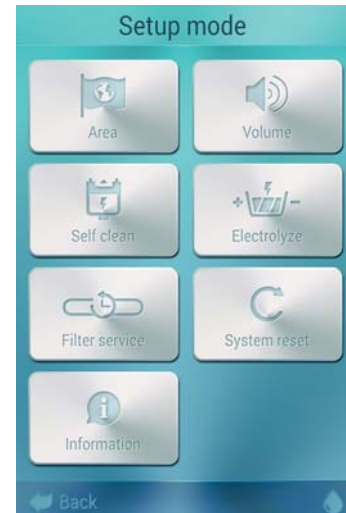 Setup mode
Area
Volume
Self clean
Electrolyze
Filter service
System reset
Information
Back